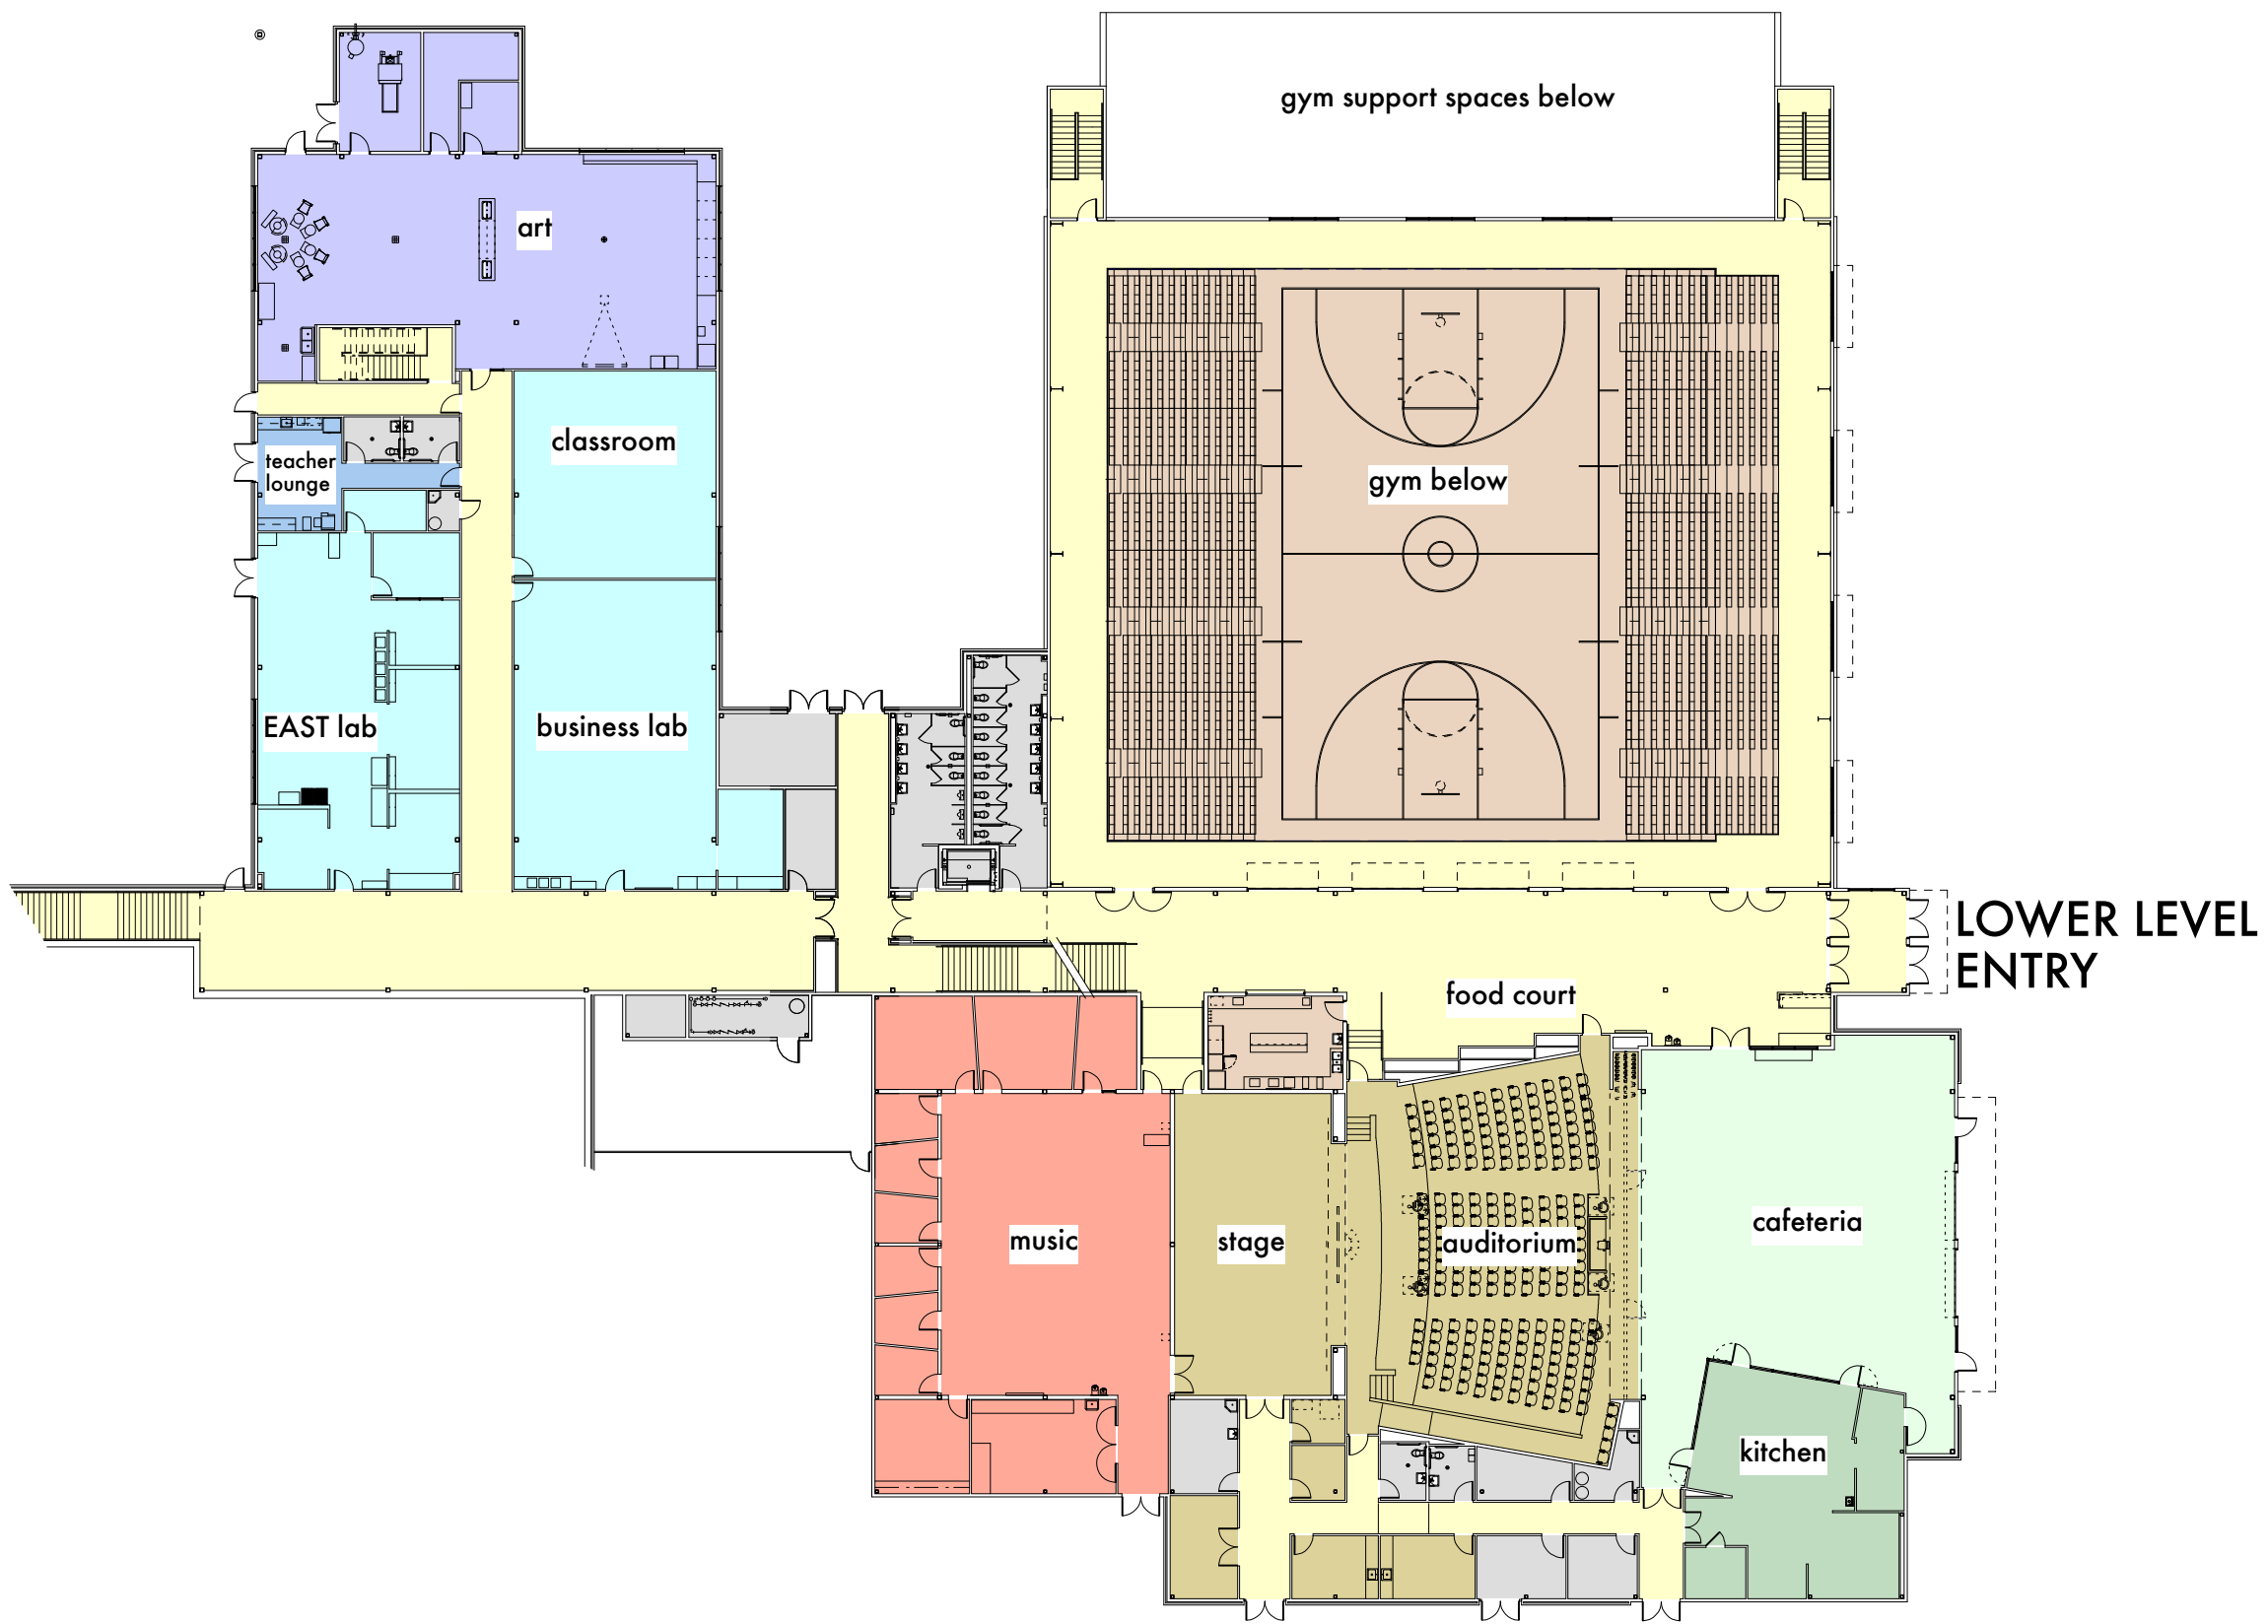 gym support spaces below
art
classroom
teacher
lounge
gym below
EAST lab
business lab
LOWER LEVEL
ENTRY
food court
music
stage
auditorium
cafeteria
kitchen